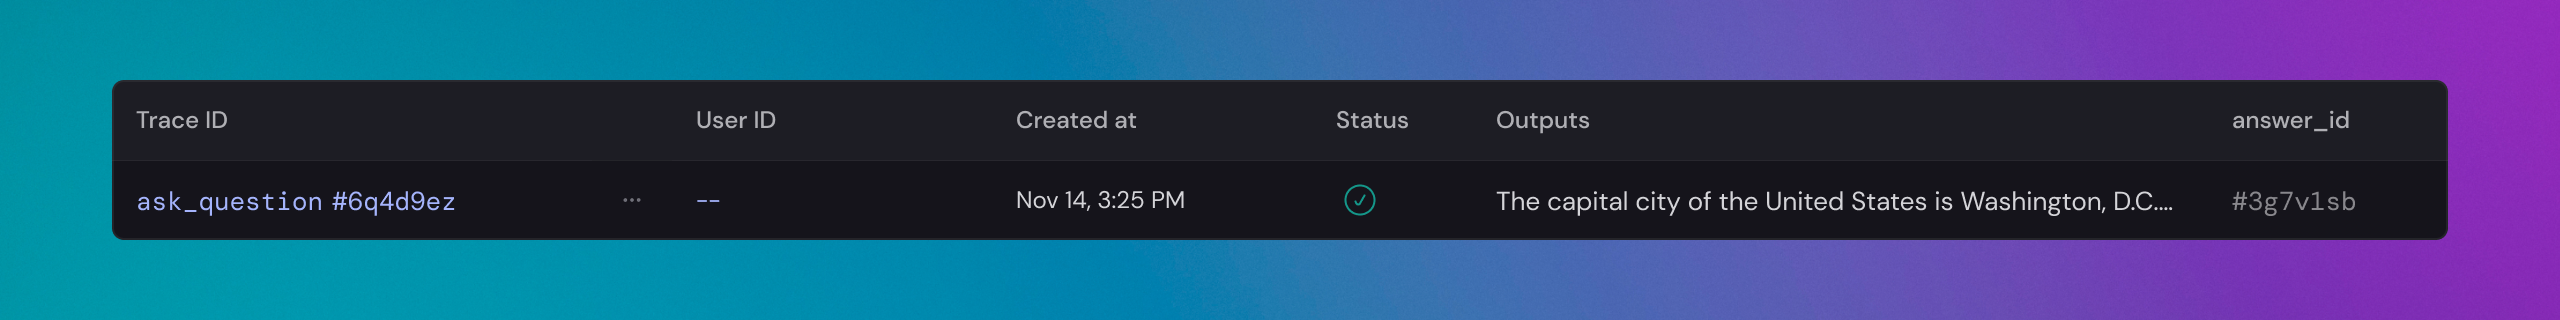 Trace ID User ID Created at Status Outputs answer_id
ask_question #6q4d9ez ... -- Nov 14, 3:25 PM The capital city of the United States is Washington, D.C.... #3g7v1sb